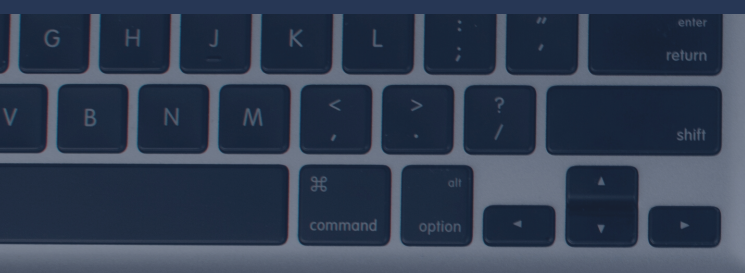 G H J K L : ; " ' enter return
V B N M < , > . ? / shift
⌘ command alt option ◄ ▲ ▼ ►